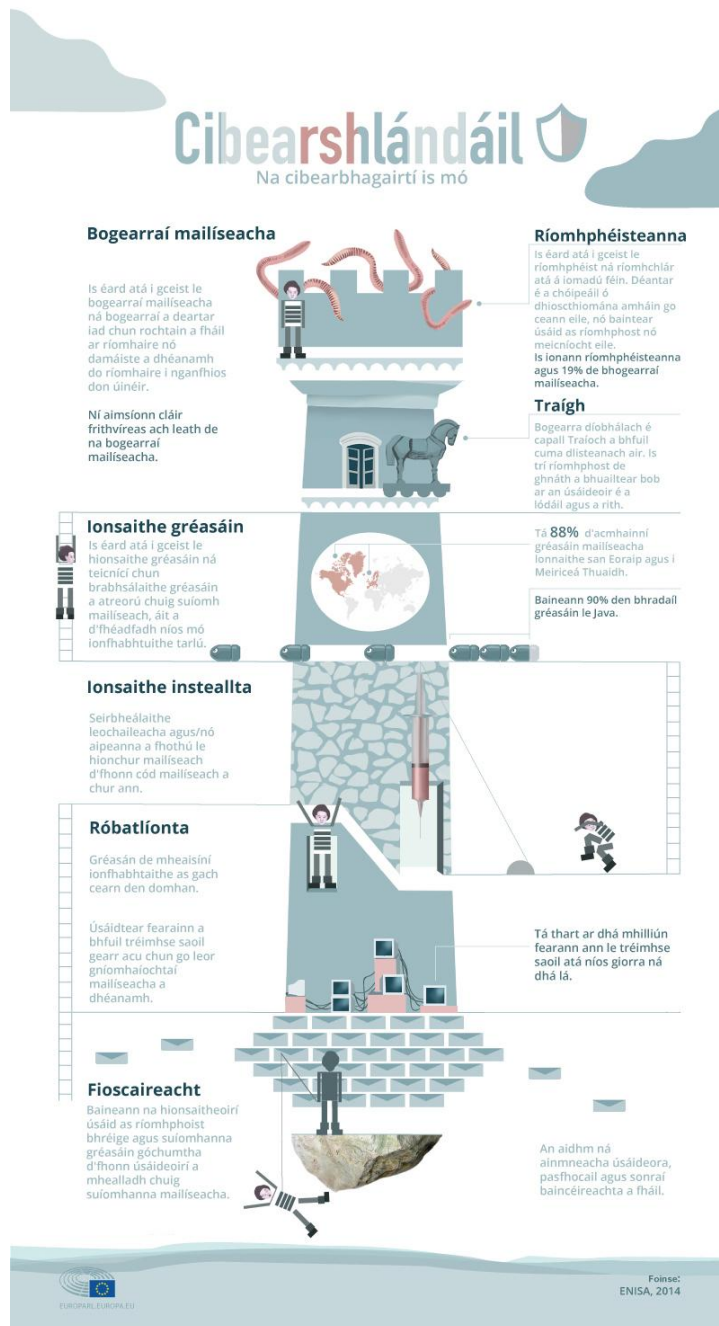 Cibearshlándáil
Na cibearbhagairtí is mó
Bogearraí mailíseacha
Is éard atá i gceist le
bogearraí mailíseacha
ná bogearraí a deartar
iad chun rochtain a fháil
ar ríomhaire nó
damáiste a dhéanamh
do ríomhaire i nganfhios
don úinéir.
Ní aimsíonn cláir
frithvíreas ach leath de
na bogearraí
mailíseacha.
Ríomhphéisteanna
Is éard atá i gceist le
ríomhphéist ná ríomhchlár
atá á iomadú féin. Déantar
é a chóipeáil ó
dhioscthiomána amháin go
ceann eile, nó baintear
úsáid as ríomhphost nó
meicníocht eile.
Is ionann ríomhphéisteanna
agus 19% de bhogearraí
mailíseacha.
Traígh
Bogearra díobhálach é
capall Traíoch a bhfuil
cuma dlisteanach air. Is
trí ríomhphost de
ghnáth a bhuailtear bob
ar an úsáideoir é a
lódáil agus a rith.
Ionsaithe gréasáin
Is éard atá i gceist le
hionsaithe gréasáin ná
teicnící chun
brabhsálaithe gréasáin
a atreorú chuig suíomh
mailíseach, áit a
d'fhéadfadh níos mó
ionfhabhtuithe tarlú.
Tá 88% d'acmhainní
gréasáin mailíseacha
lonnaithe san Eoraip agus i
Meiriceá Thuaidh.
Baineann 90% den bhradaíl
gréasáin le Java.
Ionsaithe insteallta
Seirbheálaithe
leochaileacha agus/nó
aipeanna a fhothú le
hionchur mailíseach
d'fhonn cód mailíseach a
chur ann.
Róbatlíonta
Gréasán de mheaisíní
ionfhabhtaithe as gach
cearn den domhan.
Úsáidtear fearainn a
bhfuil tréimhse saoil
gearr acu chun go leor
gníomhaíochtaí
mailíseacha a
dhéanamh.
Tá thart ar dhá mhilliún
fearann ann le tréimhse
saoil atá níos giorra ná
dhá lá.
Fioscaireacht
Baineann na hionsaitheoirí
úsáid as ríomhphoist
bhréige agus suíomhanna
gréasáin góchumtha
d'fhonn úsáideoirí a
mhealladh chuig
suíomhanna mailíseacha.
An aidhm ná
ainmneacha úsáideora,
pasfhocail agus sonraí
baincéireachta a fháil.
EUROPARL.EUROPA.EU
Foinse:
ENISA, 2014